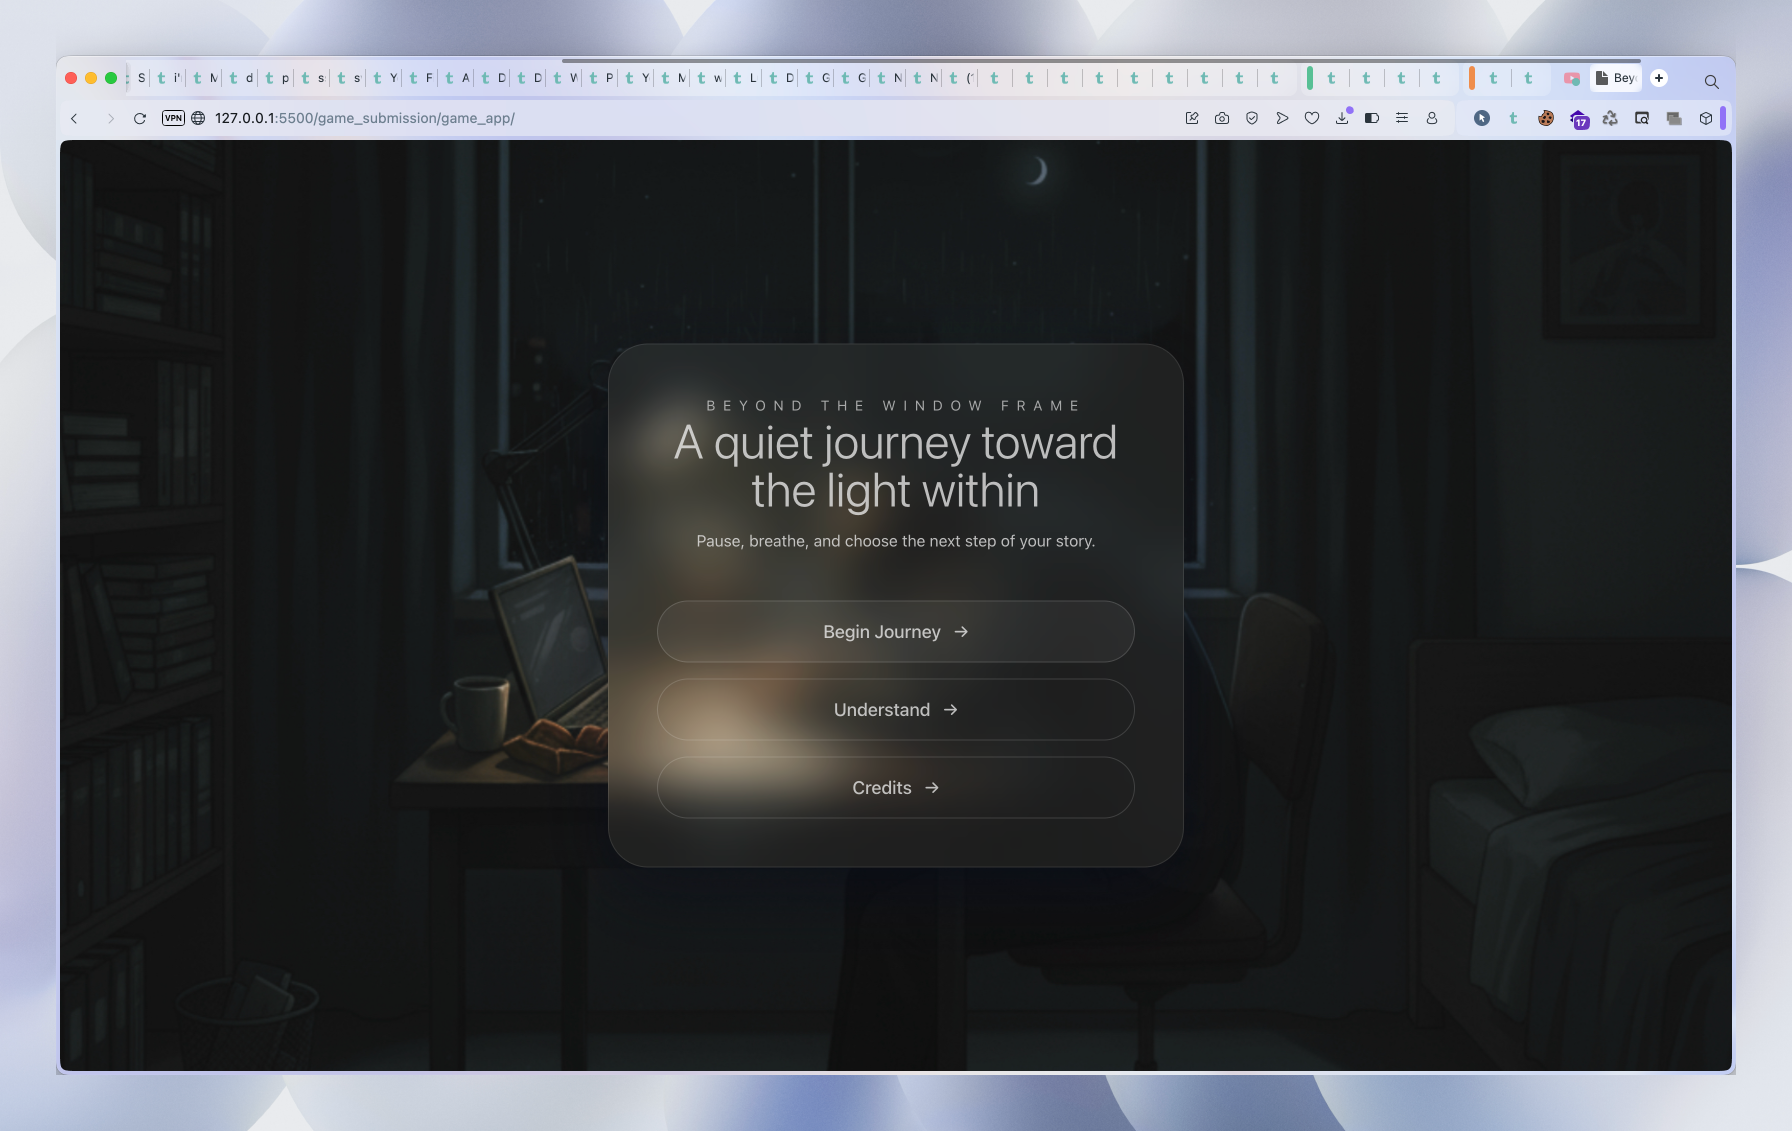 S i' M d p s s Y F A D D W P Y M w L D G G N N (' Bey
VPN 127.0.0.1:5500/game_submission/game_app/ 17
BEYOND THE WINDOW FRAME
A quiet journey toward
the light within
Pause, breathe, and choose the next step of your story.
Begin Journey →
Understand →
Credits →